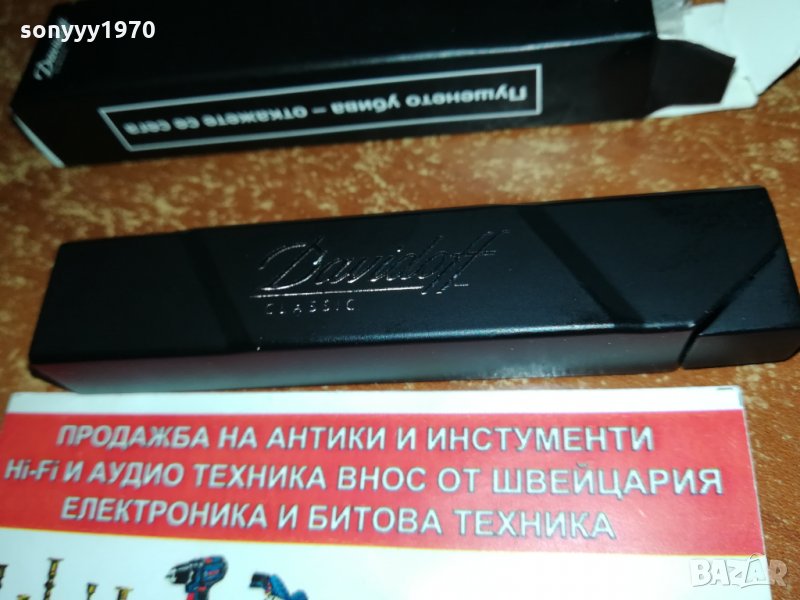 sonyyy1970
Пушенето убива – откажете се сега
Davidoff
CLASSIC
ПРОДАЖБА НА АНТИКИ И ИНСТУМЕНТИ
Hi-Fi И АУДИО ТЕХНИКА ВНОС ОТ ШВЕЙЦАРИЯ
ЕЛЕКТРОНИКА И БИТОВА ТЕХНИКА
BAZAR